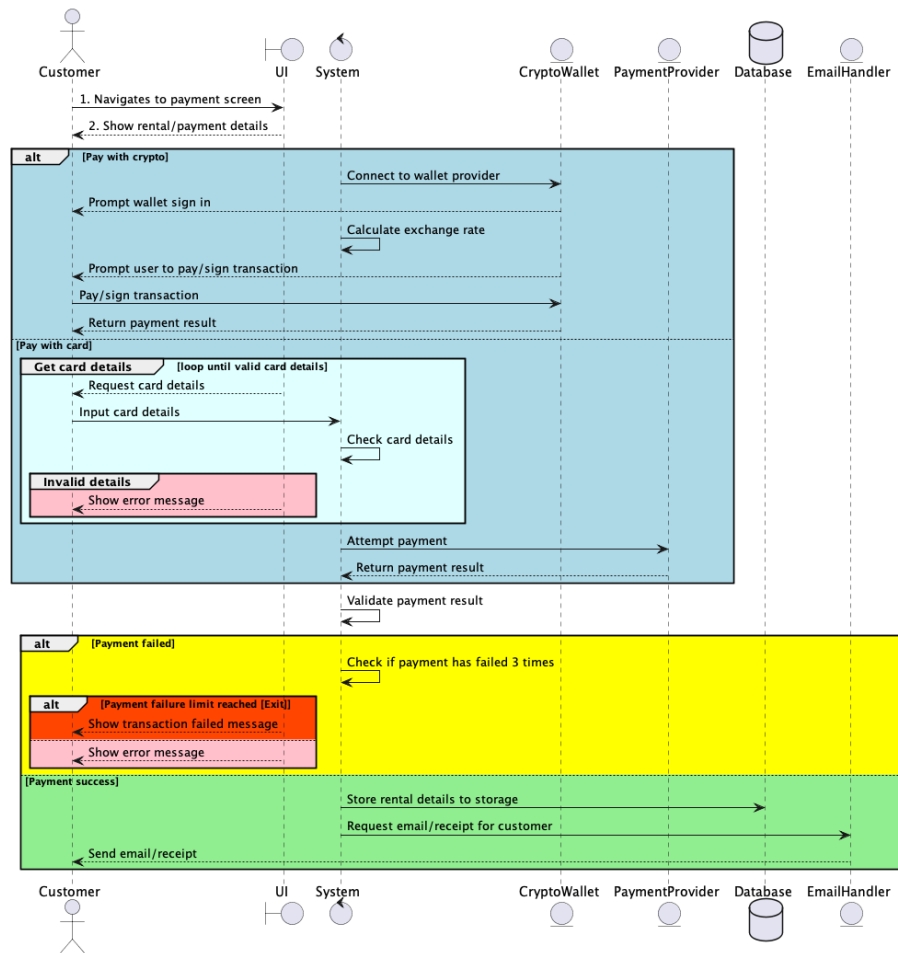 Customer UI System CryptoWallet PaymentProvider Database EmailHandler
1. Navigates to payment screen
2. Show rental/payment details
alt [Pay with crypto]
Connect to wallet provider
Prompt wallet sign in
Calculate exchange rate
Prompt user to pay/sign transaction
Pay/sign transaction
Return payment result
[Pay with card]
Get card details [loop until valid card details]
Request card details
Input card details
Check card details
Invalid details
Show error message
Attempt payment
Return payment result
Validate payment result
alt [Payment failed]
Check if payment has failed 3 times
alt [Payment failure limit reached [Exit]]
Show transaction failed message
Show error message
[Payment success]
Store rental details to storage
Request email/receipt for customer
Send email/receipt
Customer UI System CryptoWallet PaymentProvider Database EmailHandler